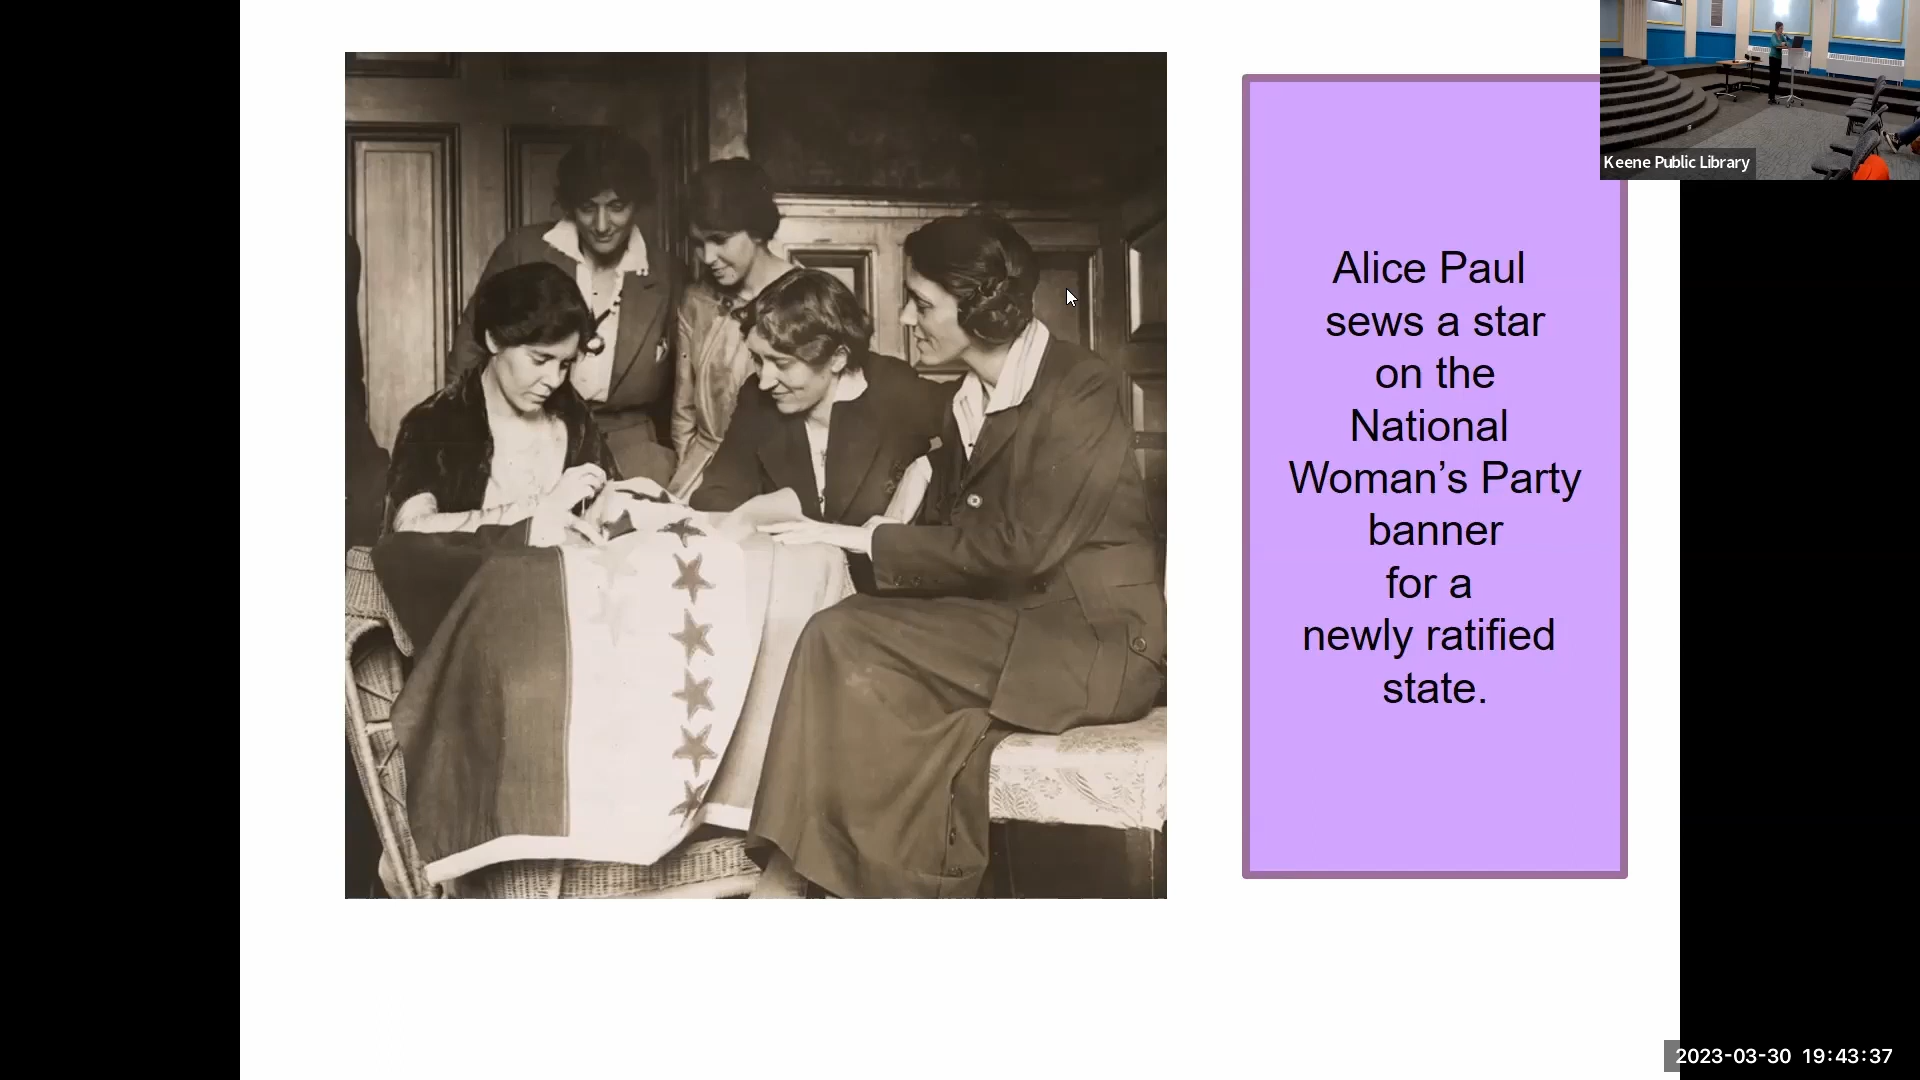 Alice Paul
sews a star
on the
National
Woman’s Party
banner
for a
newly ratified
state.
Keene Public Library
2023-03-30 19:43:37